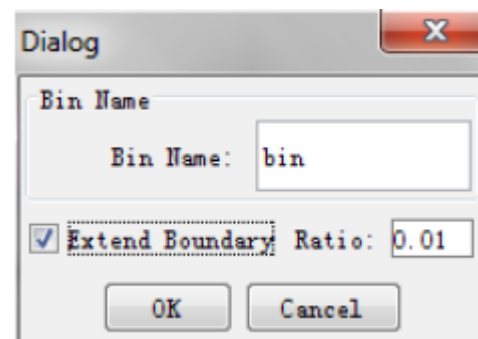 Dialog
Bin Name
Bin Name: bin
Extend Boundary Ratio: 0.01
OK Cancel